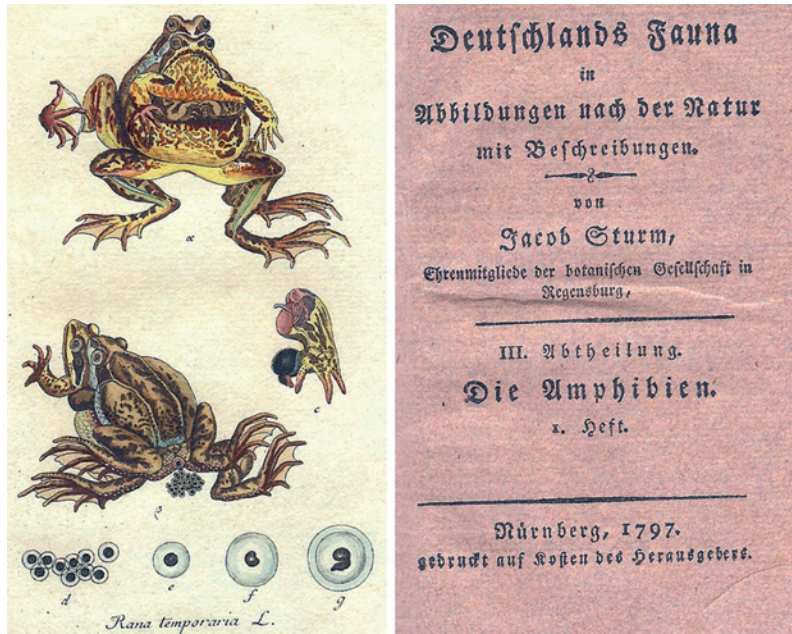 a
c
b
d
e
f
g
Rana temporaria L.
Deutſchlands Fauna
in
Abbildungen nach der Natur
mit Beſchreibungen.
von
Jacob Sturm,
Ehrenmitgliede der botaniſchen Geſellſchaft in
Regensburg,
III. Abtheilung.
Die Amphibien.
1. Heft.
Nürnberg, 1797.
gedruckt auf Koſten des Herausgebers.